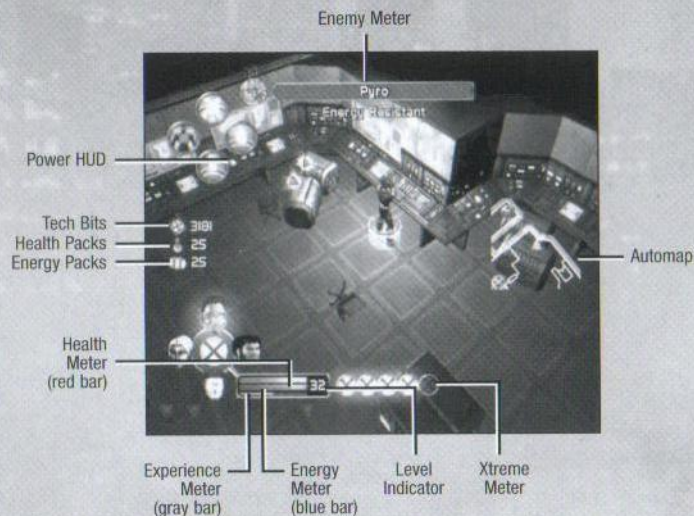 Enemy Meter
Pyro
Energy Resistant
Power HUD
Tech Bits
3181
Health Packs
25
Energy Packs
25
Automap
Health
Meter
(red bar)
32
Experience
Meter
(gray bar)
Energy
Meter
(blue bar)
Level
Indicator
Xtreme
Meter